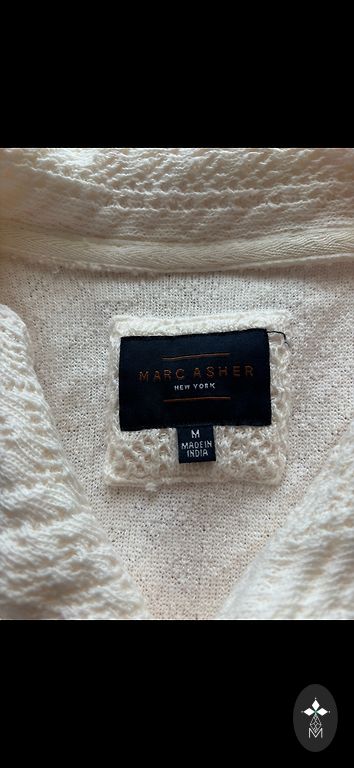 MARC ASHER
NEW YORK
M
MADE IN
INDIA
M